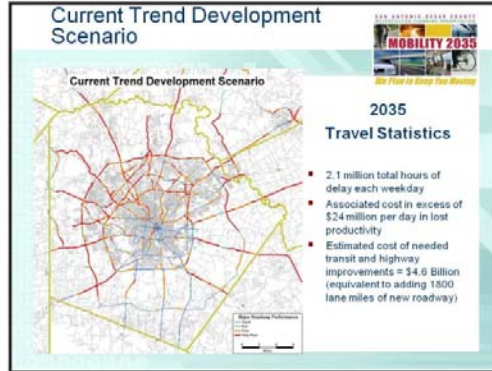 Current Trend Development
Scenario
SAN ANTONIO-BEXAR COUNTY
MOBILITY 2035
We Plan to Keep You Moving
Current Trend Development Scenario
2035
Travel Statistics
2.1 million total hours of
delay each weekday
Associated cost in excess of
$24 million per day in lost
productivity
Estimated cost of needed
transit and highway
improvements = $4.6 Billion
(equivalent to adding 1800
lane miles of new roadway)
Major Roadway Performance